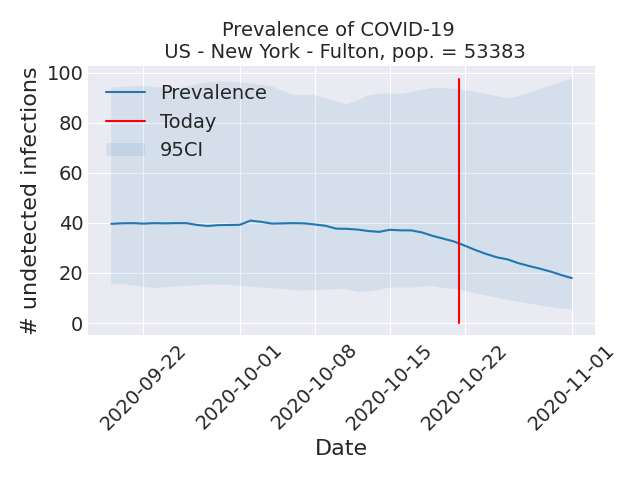 Prevalence of COVID-19
US - New York - Fulton, pop. = 53383
100
80
60
40
20
0
# undetected infections
Prevalence
Today
95CI
2020-09-22
2020-10-01
2020-10-08
2020-10-15
2020-10-22
2020-11-01
Date